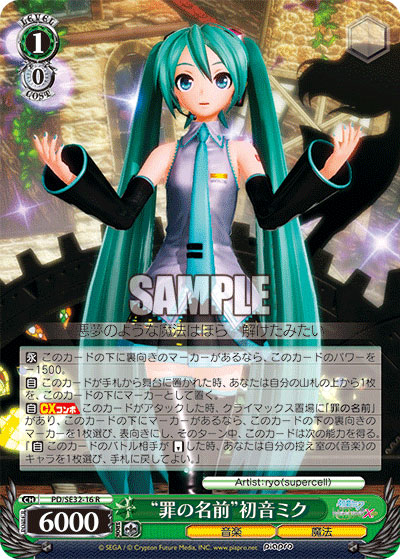 LEVEL
1
0
COST
SAMPLE
悪夢のような魔法はほら 解けたみたい
永 このカードの下に裏向きのマーカーがあるなら、このカードのパワーを
－1500。
自 このカードが手札から舞台に置かれた時、あなたは自分の山札の上から1枚
を、このカードの下にマーカーとして置く。
自 CXコンボ このカードがアタックした時、クライマックス置場に「罪の名前」
があり、このカードの下にマーカーがあるなら、あなたはこのカードの下の裏向き
のマーカーを1枚選び、表向きにし、そのターン中、このカードは次の能力を得る。
『自 このカードのバトル相手が した時、あなたは自分の控え室の《音楽》の
キャラを1枚選び、手札に戻してよい。』
Artist:ryo(supercell)
CH PD/SE32-16 R
6000
“罪の名前”初音ミク
音楽 魔法
© SEGA / © Crypton Future Media, INC. www.piapro.net piapro